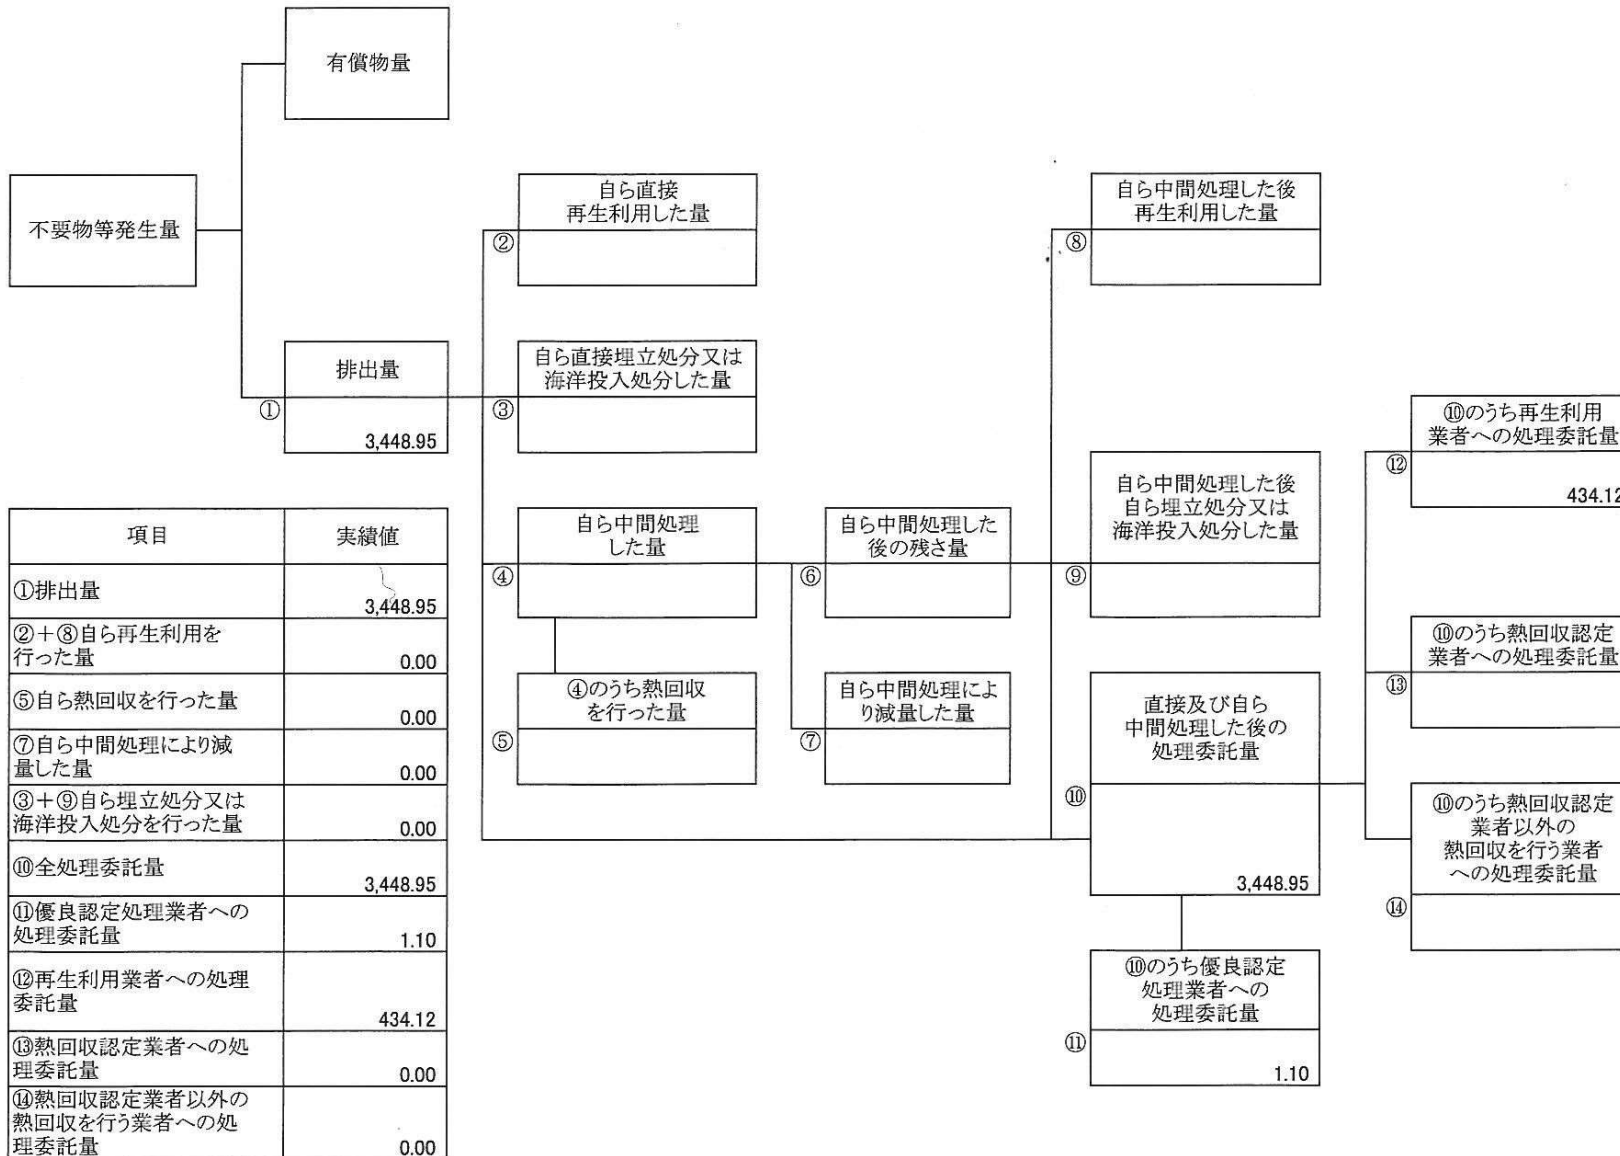 有償物量
不要物等発生量
自ら直接
再生利用した量
②
自ら中間処理した後
再生利用した量
⑧
排出量
①
3,448.95
自ら直接埋立処分又は
海洋投入処分した量
③
⑩のうち再生利用
業者への処理委託量
⑫
434.12
自ら中間処理
した量
④
自ら中間処理した
後の残さ量
⑥
自ら中間処理した後
自ら埋立処分又は
海洋投入処分した量
⑨
⑩のうち熱回収認定
業者への処理委託量
⑬
④のうち熱回収
を行った量
⑤
自ら中間処理によ
り減量した量
⑦
直接及び自ら
中間処理した後の
処理委託量
⑩
3,448.95
⑩のうち熱回収認定
業者以外の
熱回収を行う業者
への処理委託量
⑭
⑩のうち優良認定
処理業者への
処理委託量
⑪
1.10
項目 実績値
①排出量
3,448.95
②+⑧自ら再生利用を
行った量 0.00
⑤自ら熱回収を行った量
0.00
⑦自ら中間処理により減
量した量 0.00
③+⑨自ら埋立処分又は
海洋投入処分を行った量 0.00
⑩全処理委託量
3,448.95
⑪優良認定処理業者への
処理委託量 1.10
⑫再生利用業者への処理
委託量
434.12
⑬熱回収認定業者への処
理委託量 0.00
⑭熱回収認定業者以外の
熱回収を行う業者への処
理委託量 0.00